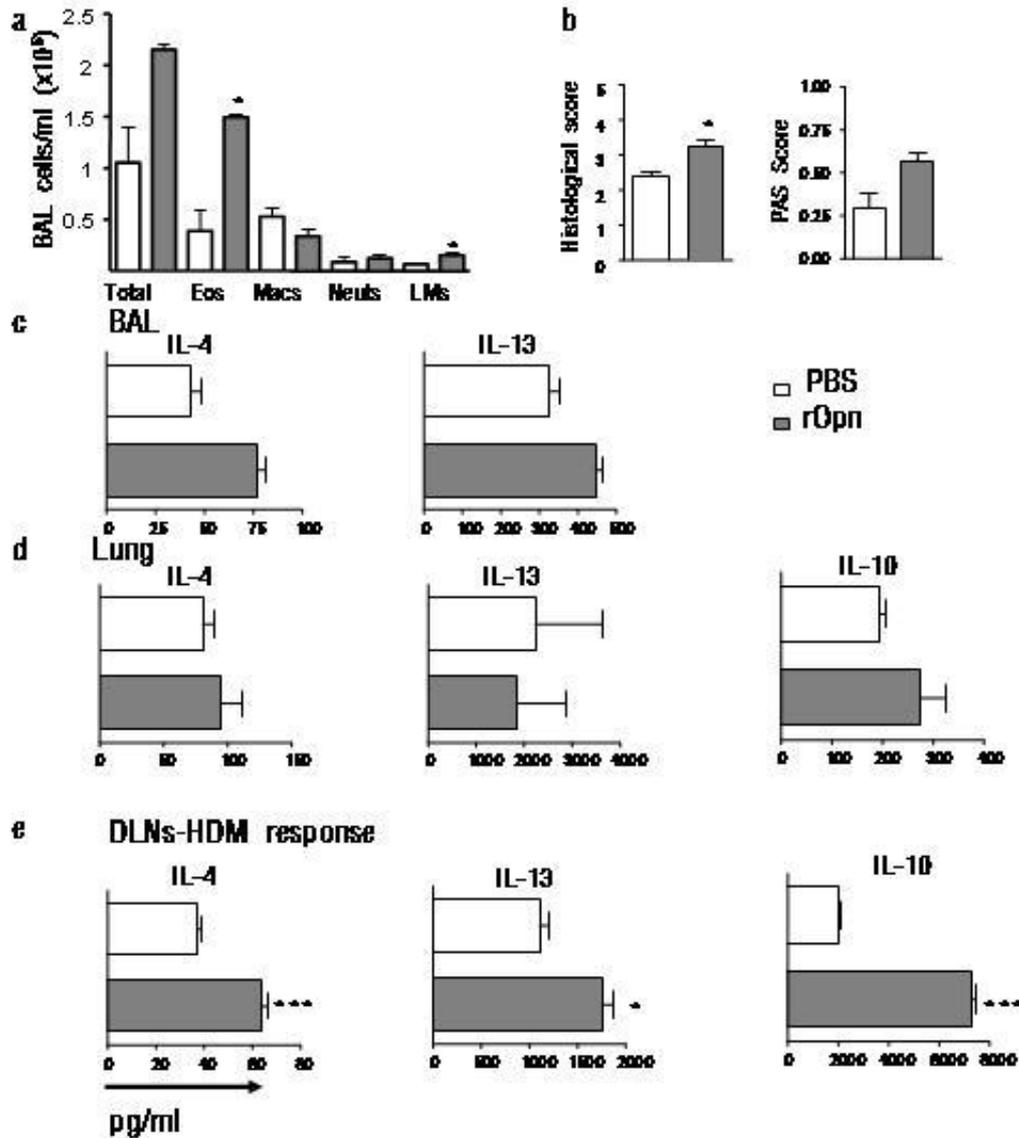 a
2.5
2
1.5
1
0.5
BAL cells/ml (x10⁵)
*
*
Total Eos Macs Neuts LMs
b
5
4
3
2
1
0
Histological score
*
1.00
0.75
0.50
0.25
0.00
PAS Score
c BAL
IL-4
0 25 50 75 100
IL-13
0 100 200 300 400 500
PBS
rOpn
d Lung
IL-4
0 50 100 150
IL-13
0 1000 2000 3000 4000
IL-10
0 100 200 300 400
e DLNs-HDM response
IL-4
***
0 20 40 60 80
pg/ml
IL-13
*
0 500 1000 1500 2000
IL-10
***
0 2000 4000 6000 8000